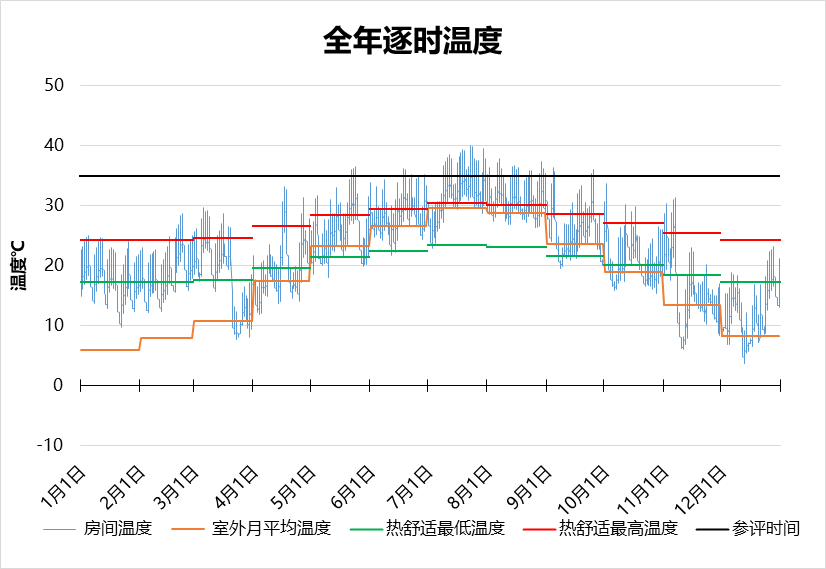 全年逐时温度
50
40
30
20
10
0
-10
温度℃
1月1日
2月1日
3月1日
4月1日
5月1日
6月1日
7月1日
8月1日
9月1日
10月1日
11月1日
12月1日
房间温度
室外月平均温度
热舒适最低温度
热舒适最高温度
参评时间